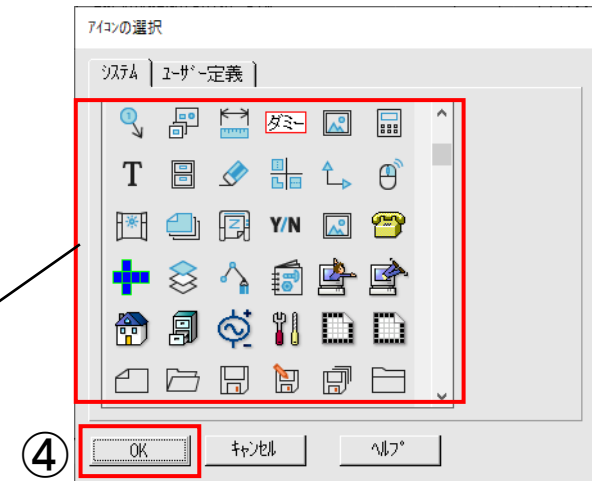 ｱｲｺﾝの選択
ｼｽﾃﾑ ﾕｰｻﾞｰ定義
1 ダミー
T
Z Y/N
④ OK ｷｬﾝｾﾙ ﾍﾙﾌﾟ